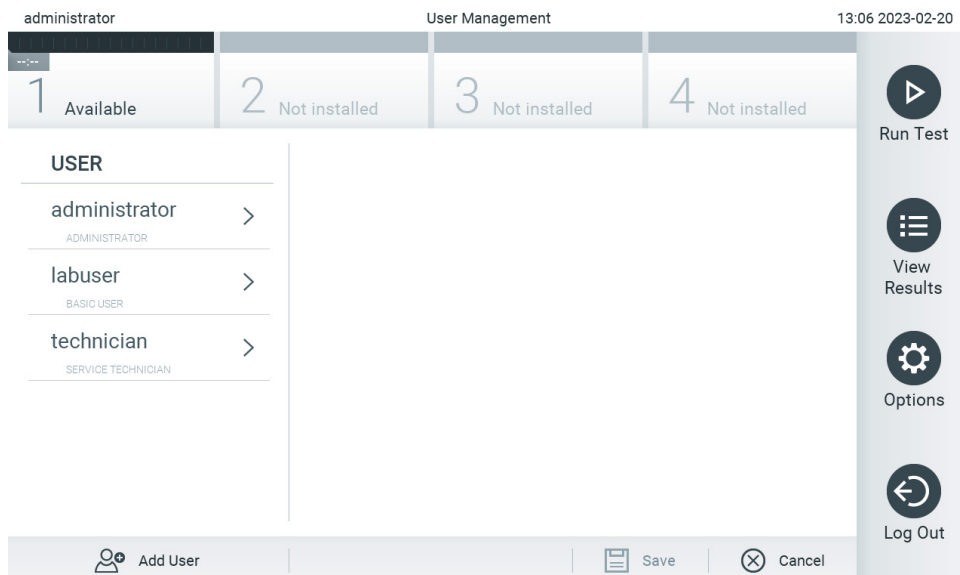 administrator User Management 13:06 2023-02-20
--:--
1 Available 2 Not installed 3 Not installed 4 Not installed
Run Test
USER
administrator
ADMINISTRATOR
labuser
BASIC USER
technician
SERVICE TECHNICIAN
View
Results
Options
Log Out
Add User Save Cancel